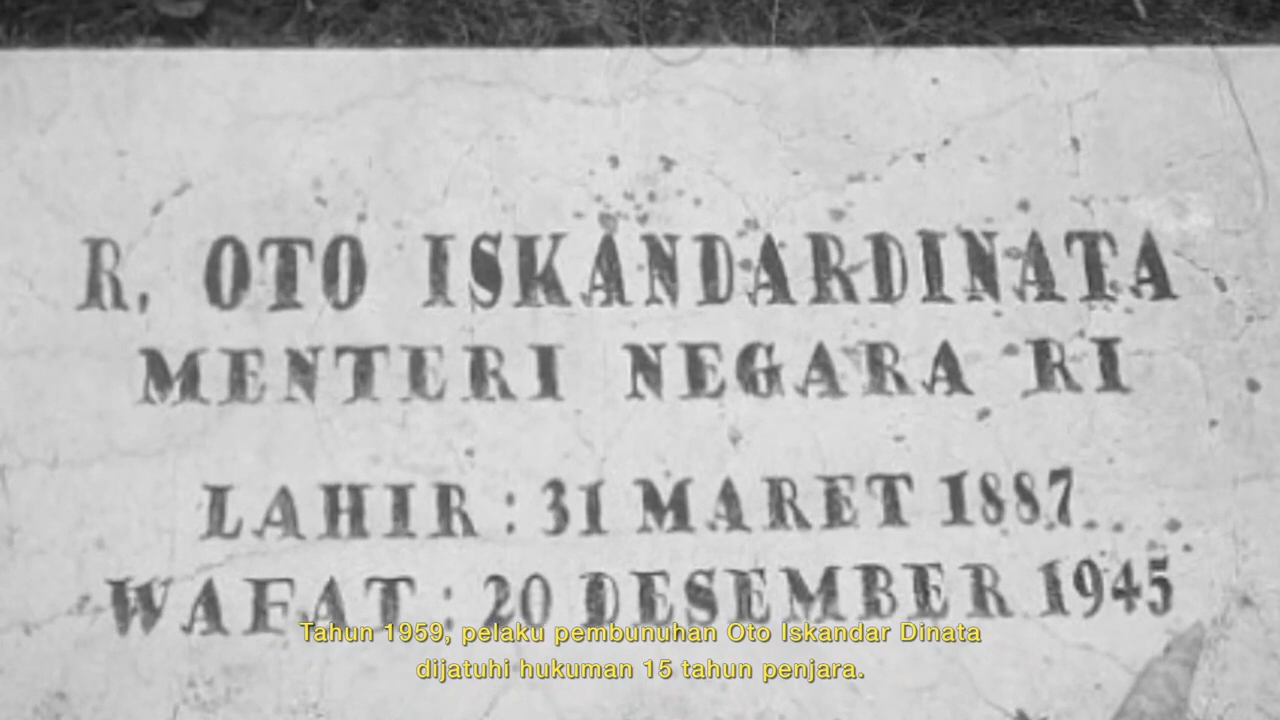 R. OTO ISKANDARDINATA
MENTERI NEGARA RI
LAHIR : 31 MARET 1887.
WAFAT : 20 DESEMBER 1945
Tahun 1959, pelaku pembunuhan Oto Iskandar Dinata
dijatuhi hukuman 15 tahun penjara.